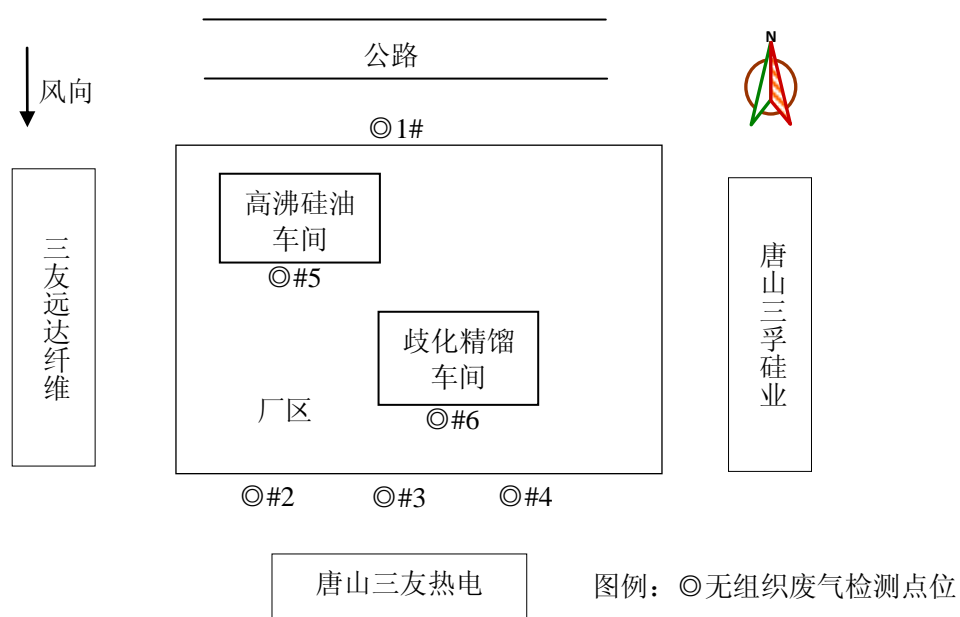 公路
N
风向
◎1#
高沸硅油
车间
◎#5
三友远达纤维
唐山三孚硅业
歧化精馏
车间
◎#6
厂区
◎#2
◎#3
◎#4
唐山三友热电
图例：◎无组织废气检测点位